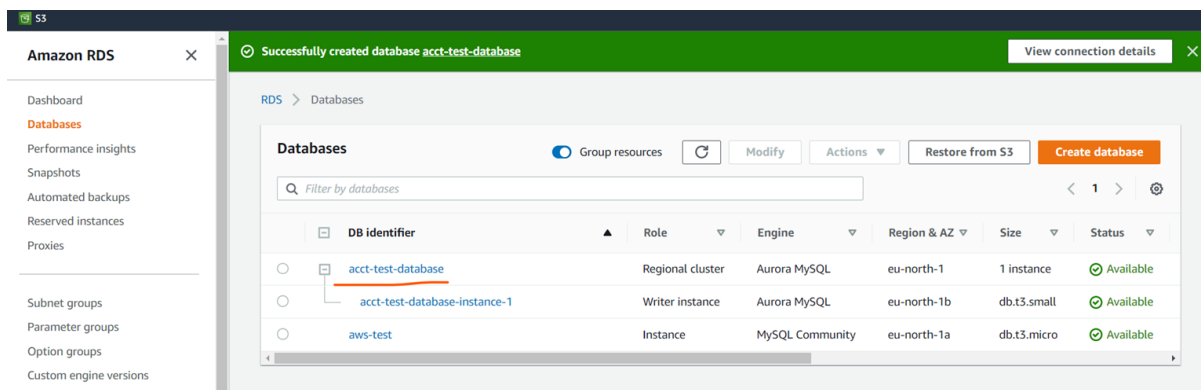 S3
Amazon RDS
Successfully created database acct-test-database
View connection details
Dashboard
Databases
Performance insights
Snapshots
Automated backups
Reserved instances
Proxies
Subnet groups
Parameter groups
Option groups
Custom engine versions
RDS > Databases
Databases
Group resources
Modify
Actions
Restore from S3
Create database
Filter by databases
1
DB identifier Role Engine Region & AZ Size Status
acct-test-database Regional cluster Aurora MySQL eu-north-1 1 instance Available
acct-test-database-instance-1 Writer instance Aurora MySQL eu-north-1b db.t3.small Available
aws-test Instance MySQL Community eu-north-1a db.t3.micro Available